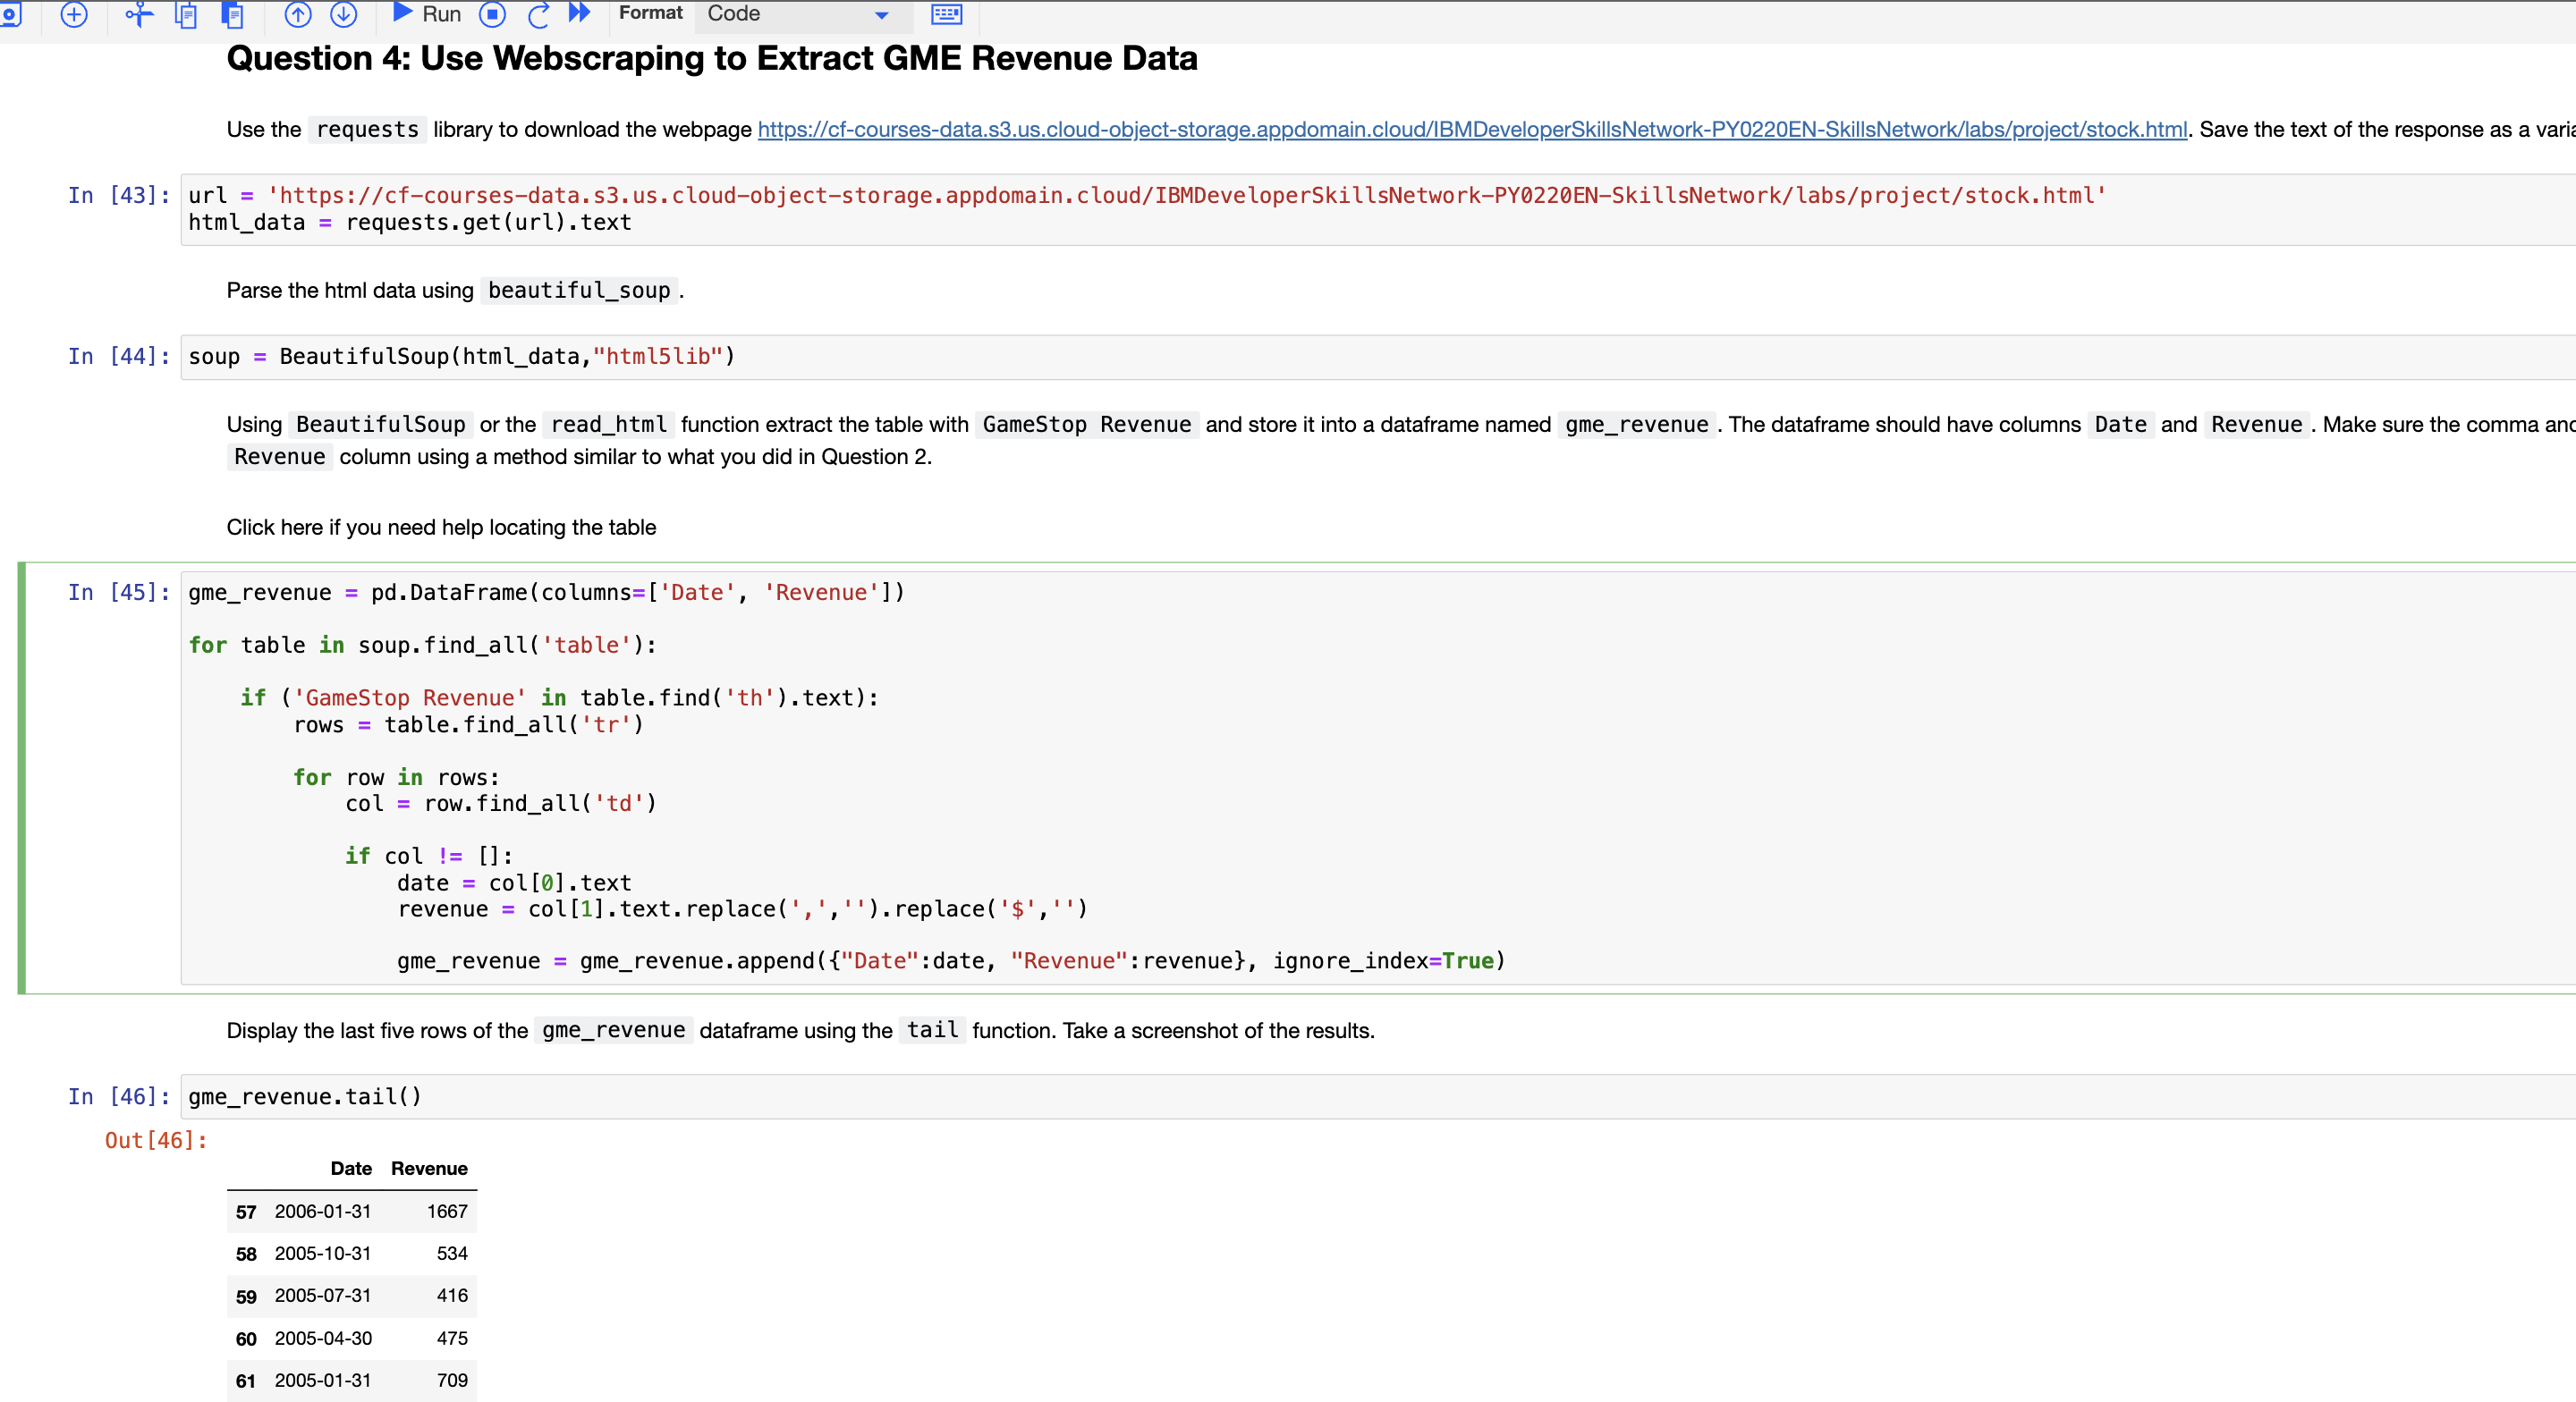 Run Format Code
Question 4: Use Webscraping to Extract GME Revenue Data
Use the requests library to download the webpage https://cf-courses-data.s3.us.cloud-object-storage.appdomain.cloud/IBMDeveloperSkillsNetwork-PY0220EN-SkillsNetwork/labs/project/stock.html. Save the text of the response as a
In [43]: url = 'https://cf-courses-data.s3.us.cloud-object-storage.appdomain.cloud/IBMDeveloperSkillsNetwork-PY0220EN-SkillsNetwork/labs/project/stock.html'
html_data = requests.get(url).text
Parse the html data using beautiful_soup.
In [44]: soup = BeautifulSoup(html_data,"html5lib")
Using BeautifulSoup or the read_html function extract the table with GameStop Revenue and store it into a dataframe named gme_revenue. The dataframe should have columns Date and Revenue. Make sure the comma
Revenue column using a method similar to what you did in Question 2.
Click here if you need help locating the table
In [45]: gme_revenue = pd.DataFrame(columns=['Date', 'Revenue'])
for table in soup.find_all('table'):
if ('GameStop Revenue' in table.find('th').text):
rows = table.find_all('tr')
for row in rows:
col = row.find_all('td')
if col != []:
date = col[0].text
revenue = col[1].text.replace(',','').replace('$','')
gme_revenue = gme_revenue.append({"Date":date, "Revenue":revenue}, ignore_index=True)
Display the last five rows of the gme_revenue dataframe using the tail function. Take a screenshot of the results.
In [46]: gme_revenue.tail()
Out[46]:
Date Revenue
57 2006-01-31 1667
58 2005-10-31 534
59 2005-07-31 416
60 2005-04-30 475
61 2005-01-31 709